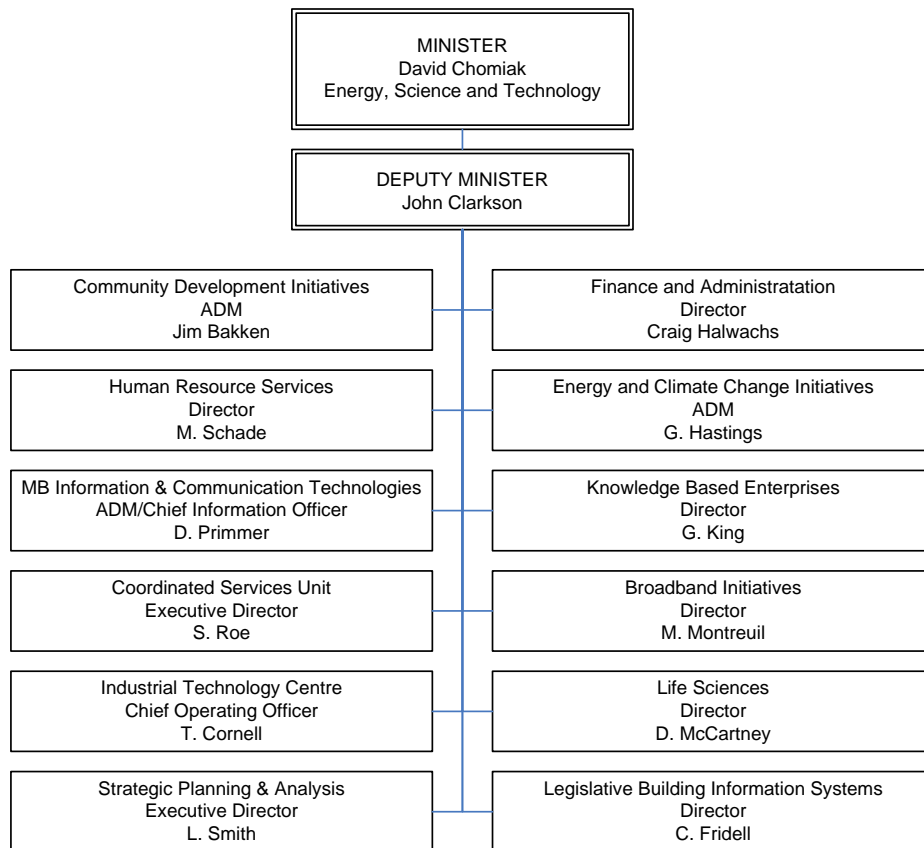 MINISTER
David Chomiak
Energy, Science and Technology
DEPUTY MINISTER
John Clarkson
Community Development Initiatives
ADM
Jim Bakken
Finance and Administratation
Director
Craig Halwachs
Human Resource Services
Director
M. Schade
Energy and Climate Change Initiatives
ADM
G. Hastings
MB Information & Communication Technologies
ADM/Chief Information Officer
D. Primmer
Knowledge Based Enterprises
Director
G. King
Coordinated Services Unit
Executive Director
S. Roe
Broadband Initiatives
Director
M. Montreuil
Industrial Technology Centre
Chief Operating Officer
T. Cornell
Life Sciences
Director
D. McCartney
Strategic Planning & Analysis
Executive Director
L. Smith
Legislative Building Information Systems
Director
C. Fridell